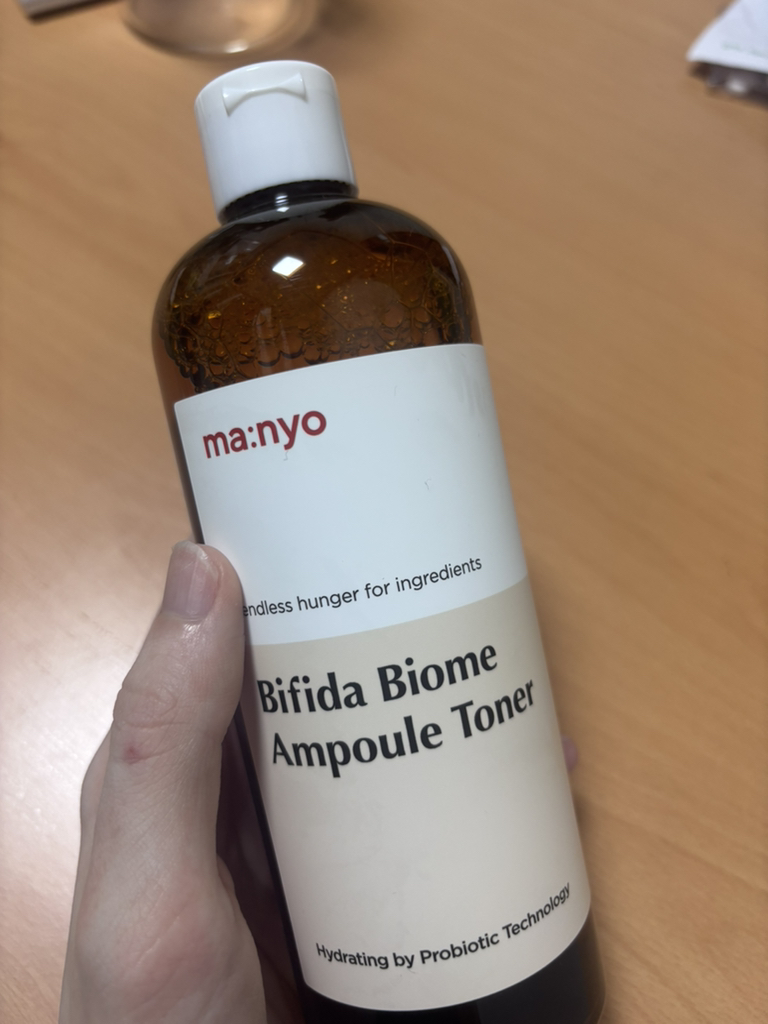 ma:nyo
endless hunger for ingredients
Bifida Biome
Ampoule Toner
Hydrating by Probiotic Technology